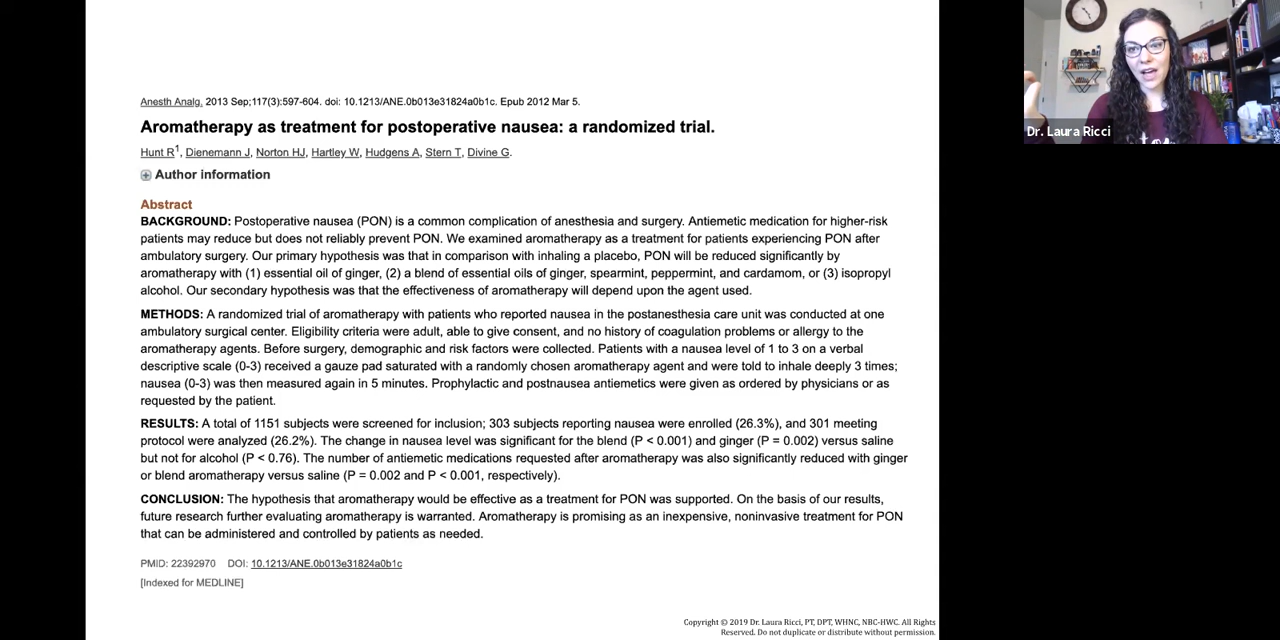 Anesth Analg. 2013 Sep;117(3):597-604. doi: 10.1213/ANE.0b013e31824a0b1c. Epub 2012 Mar 5.
Aromatherapy as treatment for postoperative nausea: a randomized trial.
Hunt R1, Dienemann J, Norton HJ, Hartley W, Hudgens A, Stern T, Divine G.
Author information
Abstract
BACKGROUND: Postoperative nausea (PON) is a common complication of anesthesia and surgery. Antiemetic medication for higher-risk
patients may reduce but does not reliably prevent PON. We examined aromatherapy as a treatment for patients experiencing PON after
ambulatory surgery. Our primary hypothesis was that in comparison with inhaling a placebo, PON will be reduced significantly by
aromatherapy with (1) essential oil of ginger, (2) a blend of essential oils of ginger, spearmint, peppermint, and cardamom, or (3) isopropyl
alcohol. Our secondary hypothesis was that the effectiveness of aromatherapy will depend upon the agent used.
METHODS: A randomized trial of aromatherapy with patients who reported nausea in the postanesthesia care unit was conducted at one
ambulatory surgical center. Eligibility criteria were adult, able to give consent, and no history of coagulation problems or allergy to the
aromatherapy agents. Before surgery, demographic and risk factors were collected. Patients with a nausea level of 1 to 3 on a verbal
descriptive scale (0-3) received a gauze pad saturated with a randomly chosen aromatherapy agent and were told to inhale deeply 3 times;
nausea (0-3) was then measured again in 5 minutes. Prophylactic and postnausea antiemetics were given as ordered by physicians or as
requested by the patient.
RESULTS: A total of 1151 subjects were screened for inclusion; 303 subjects reporting nausea were enrolled (26.3%), and 301 meeting
protocol were analyzed (26.2%). The change in nausea level was significant for the blend (P < 0.001) and ginger (P = 0.002) versus saline
but not for alcohol (P < 0.76). The number of antiemetic medications requested after aromatherapy was also significantly reduced with ginger
or blend aromatherapy versus saline (P = 0.002 and P < 0.001, respectively).
CONCLUSION: The hypothesis that aromatherapy would be effective as a treatment for PON was supported. On the basis of our results,
future research further evaluating aromatherapy is warranted. Aromatherapy is promising as an inexpensive, noninvasive treatment for PON
that can be administered and controlled by patients as needed.
PMID: 22392970 DOI: 10.1213/ANE.0b013e31824a0b1c
[Indexed for MEDLINE]
Copyright © 2019 Dr. Laura Ricci, PT, DPT, WHNC, NBC-HWC. All Rights
Reserved. Do not duplicate or distribute without permission.
Dr. Laura Ricci